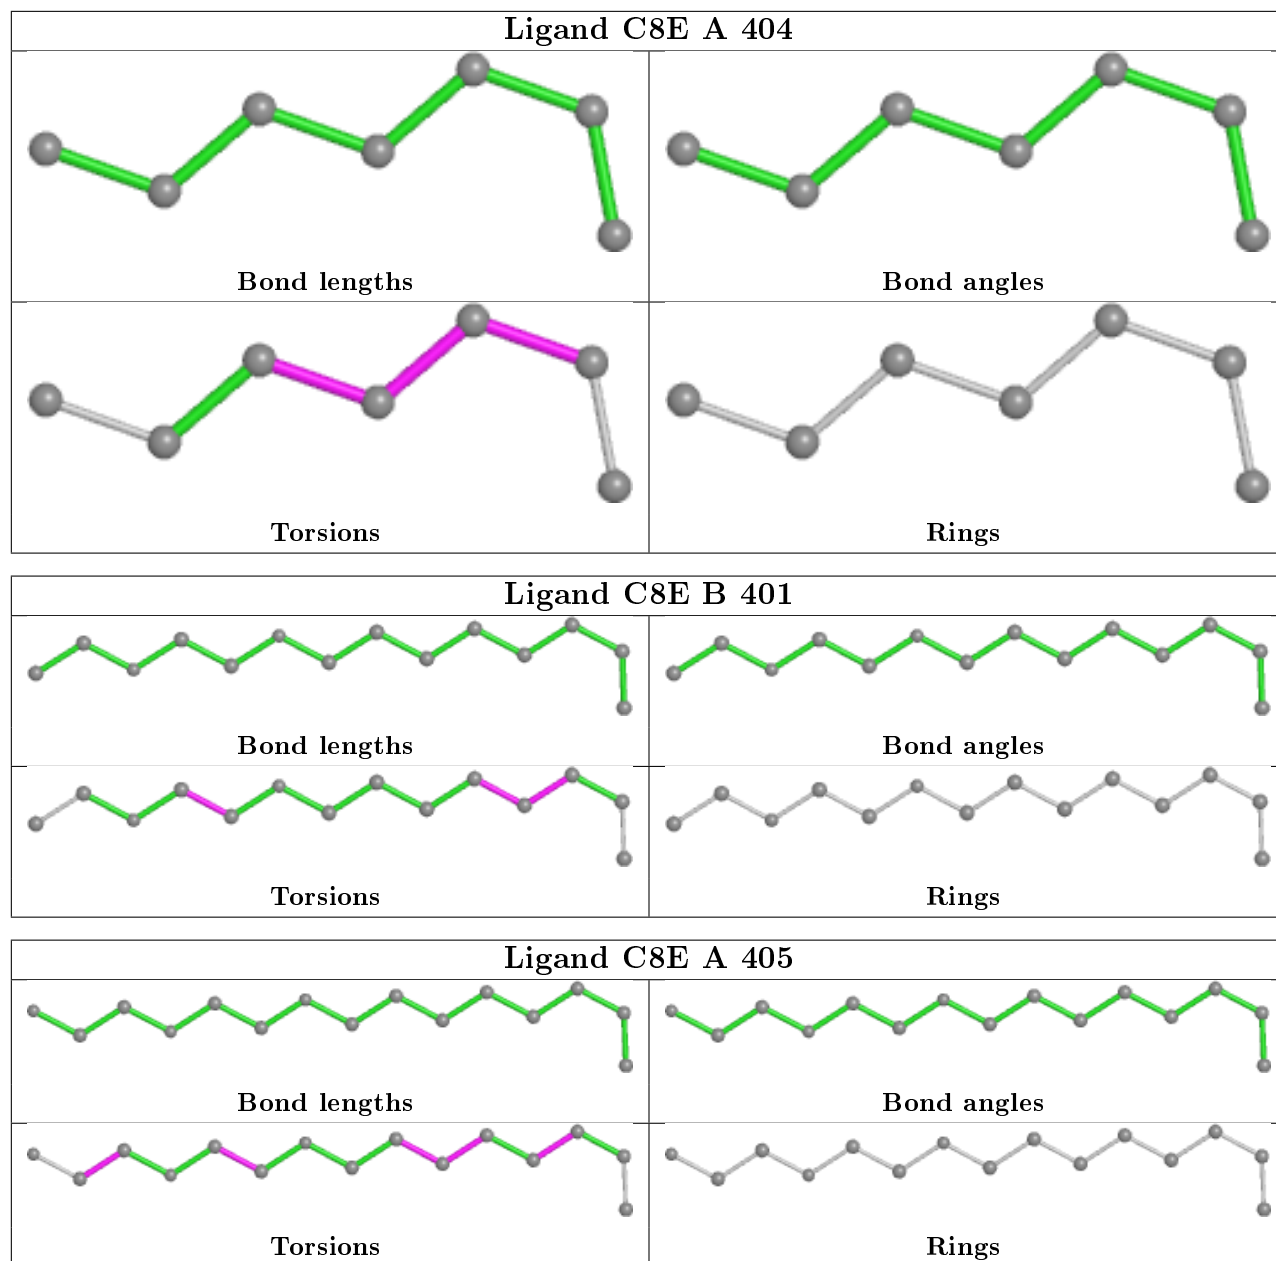 Ligand C8E A 404
Bond lengths
Bond angles
Torsions
Rings
Ligand C8E B 401
Bond lengths
Bond angles
Torsions
Rings
Ligand C8E A 405
Bond lengths
Bond angles
Torsions
Rings